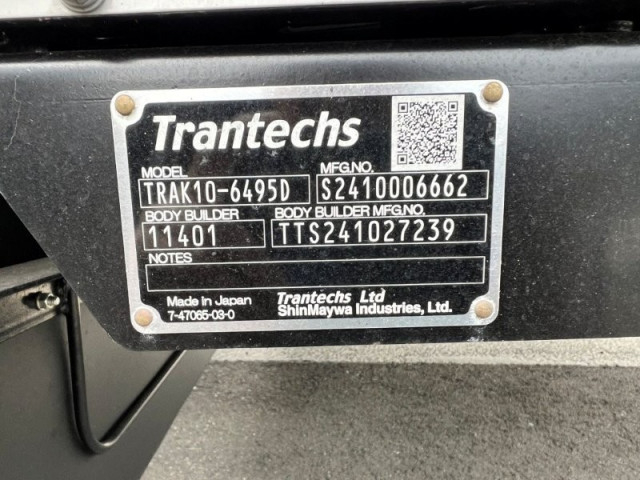 Trantechs
MODEL MFG.NO.
TRAK10-6495D S2410006662
BODY BUILDER BODY BUILDER MFG.NO.
11401 TTS241027239
NOTES
Made in Japan Trantechs Ltd
7-47065-03-0 ShinMaywa Industries, Ltd.